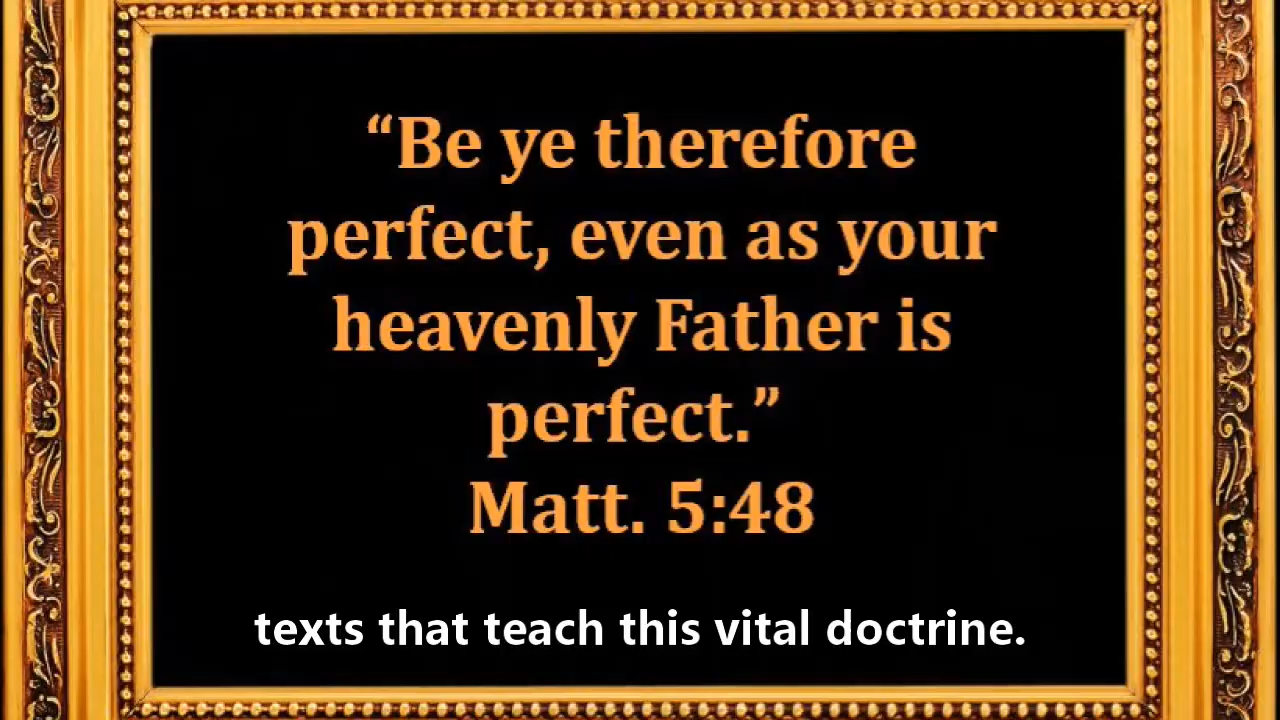 “Be ye therefore
perfect, even as your
heavenly Father is
perfect.”
Matt. 5:48
texts that teach this vital doctrine.